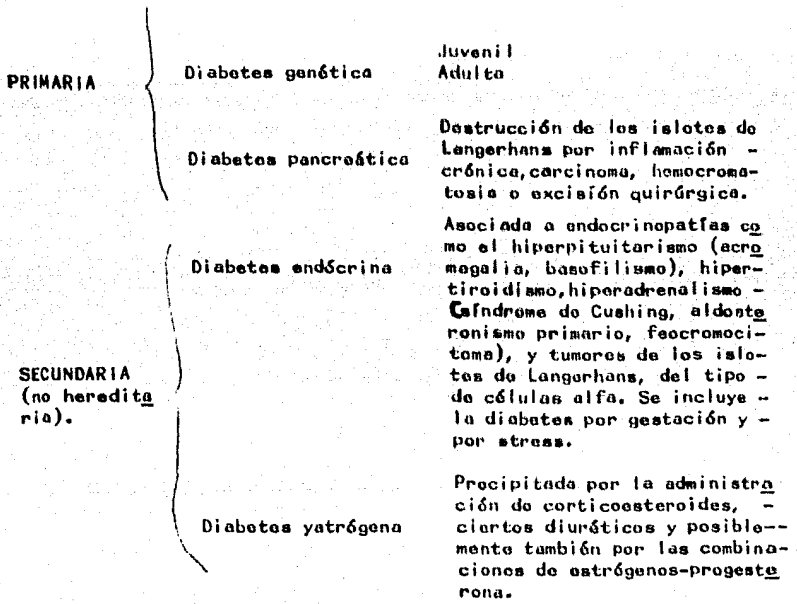 PRIMARIA
Diabetes genética
Juvenil
Adulta
Diabetes pancreática
Destrucción de los islotes de
Langerhans por inflamación -
crónica, carcinoma, hemocroma-
tosis o excisión quirúrgica.
SECUNDARIA
(no heredita
ria).
Diabetes endócrina
Asociada a endocrinopatías co
mo el hiperpituitarismo (acro
megalia, basofilismo), hiper-
tiroidismo, hiperadrenalismo -
(síndrome de Cushing, aldoste
ronismo primario, feocromoci-
toma), y tumores de los islo-
tes de Langerhans, del tipo -
de células alfa. Se incluye -
la diabetes por gestación y -
por stress.
Diabetes yatrógena
Precipitada por la administra
ción de corticoesteroides, -
ciertos diuréticos y posible--
mente también por las combina-
ciones de estrógenos-progeste
rona.